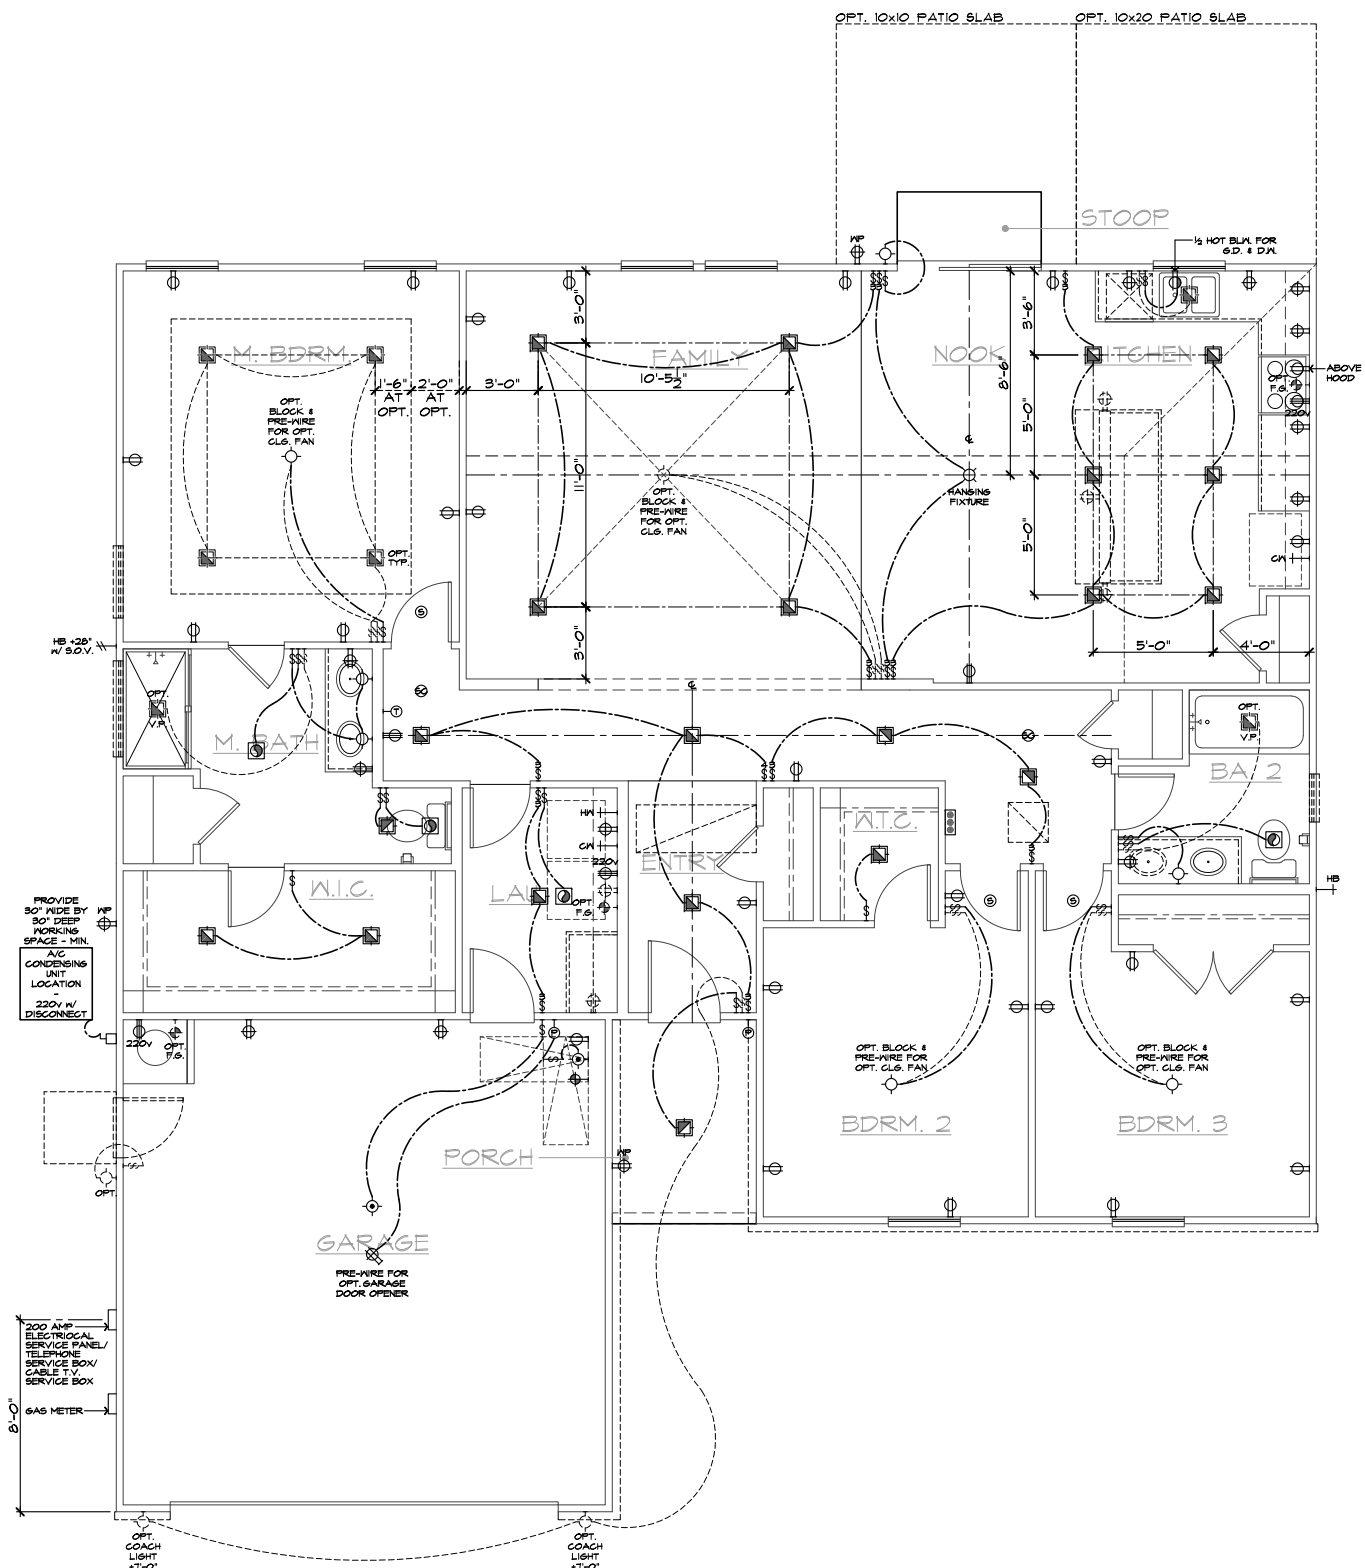 OPT. 10x10 PATIO SLAB
OPT. 10x20 PATIO SLAB
STOOP
WP
½ HOT BLW. FOR
G.D. & D.W.
3'-0"
3'-6"
M. BDRM.
FAMILY
NOOK
KITCHEN
8'-6"
1'-6"
AT
OPT.
2'-0"
AT
OPT.
3'-0"
10'-5½"
OPT.
F.G.
ABOVE
HOOD
220V
OPT.
BLOCK &
PRE-WIRE
FOR OPT.
CLG. FAN
5'-0"
11'-0"
OPT.
BLOCK &
PRE-WIRE
FOR OPT.
CLG. FAN
HANGING
FIXTURE
5'-0"
OPT.
TYP.
CW
S
HB +28"
W/ S.O.V.
3'-0"
5'-0"
4'-0"
OPT.
V.P.
T
M. BATH
OPT.
V.P.
BA. 2
HW
CW
220V
W.I.C.
ENTRY
LAU
OPT.
F.G.
W.I.C.
HB
S
S
PROVIDE
30" WIDE BY
30" DEEP
WORKING
SPACE - MIN.
WP
A/C
CONDENSING
UNIT
LOCATION
-
220V W/
DISCONNECT
220V
OPT.
F.G.
P
P
OPT. BLOCK &
PRE-WIRE FOR
OPT. CLG. FAN
OPT. BLOCK &
PRE-WIRE FOR
OPT. CLG. FAN
BDRM. 2
BDRM. 3
PORCH
WP
OPT.
GARAGE
PRE-WIRE FOR
OPT. GARAGE
DOOR OPENER
200 AMP
ELECTRIOCAL
SERVICE PANEL/
TELEPHONE
SERVICE BOX/
CABLE T.V.
SERVICE BOX
GAS METER
8'-0"
OPT.
COACH
LIGHT
+7'-0"
OPT.
COACH
LIGHT
+7'-0"